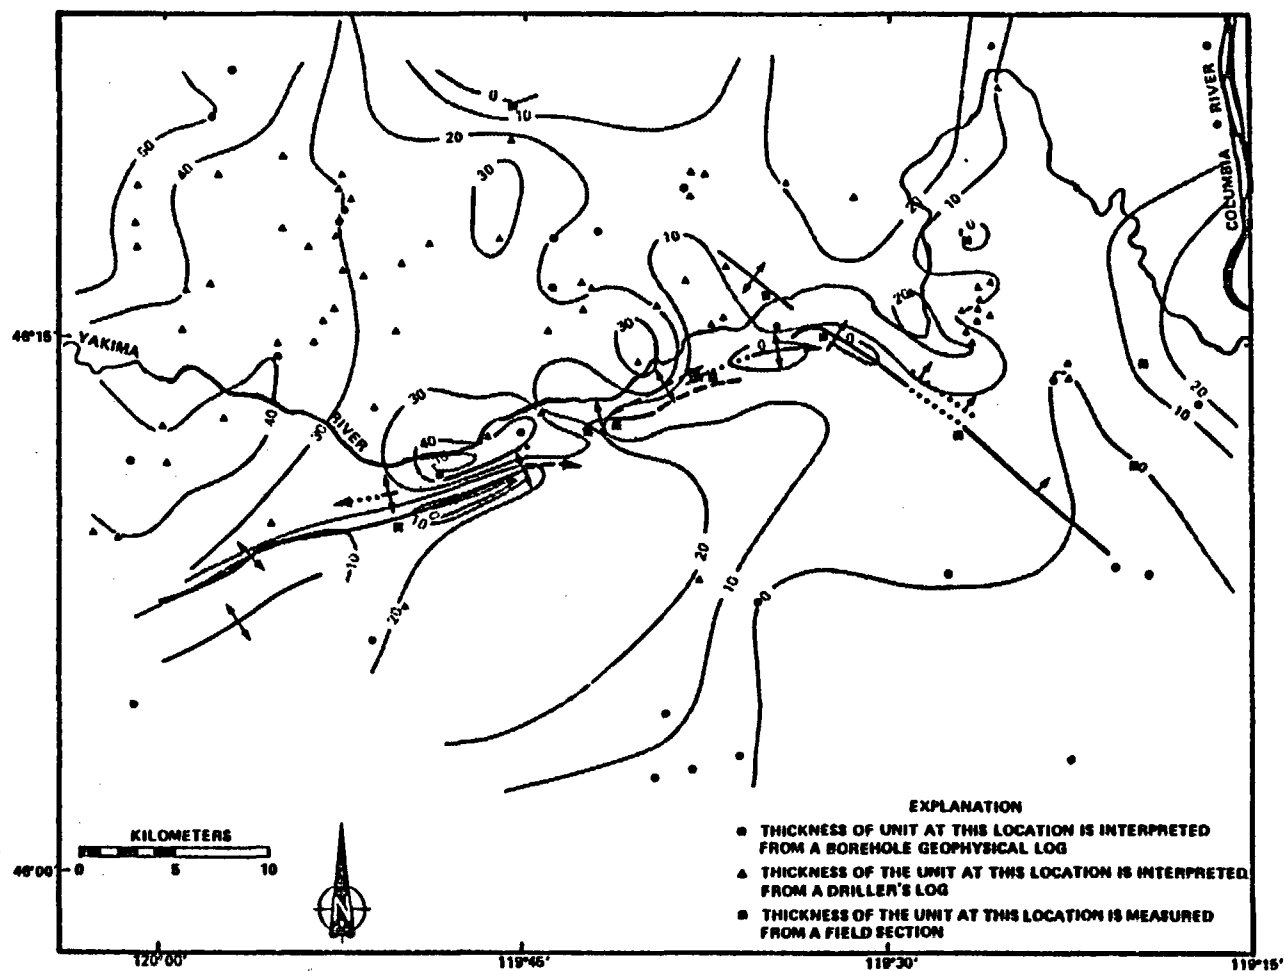 0
10
20
50
40
30
10
20
10
0
20
30
0
0
46°15'
YAKIMA
RIVER
COLUMBIA
RIVER
30
40
10
40
30
20
10
0
10
10
20
20
10
0
EXPLANATION
THICKNESS OF UNIT AT THIS LOCATION IS INTERPRETED
FROM A BOREHOLE GEOPHYSICAL LOG
THICKNESS OF THE UNIT AT THIS LOCATION IS INTERPRETED
FROM A DRILLER'S LOG
THICKNESS OF THE UNIT AT THIS LOCATION IS MEASURED
FROM A FIELD SECTION
KILOMETERS
0 5 10
46°00'
N
120°00'
119°45'
119°30'
119°15'